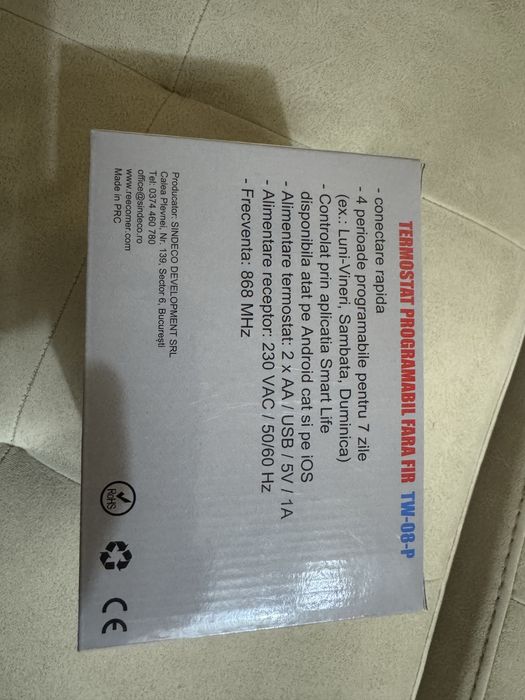 TERMOSTAT PROGRAMABIL FARA FIR TW-08-P
- conectare rapida
- 4 perioade programabile pentru 7 zile
(ex.: Luni-Vineri, Sambata, Duminica)
- Controlat prin aplicatia Smart Life
disponibila atat pe Android cat si pe iOS
- Alimentare termostat: 2 x AA / USB / 5V / 1A
- Alimentare receptor: 230 VAC / 50/60 Hz
- Frecventa: 868 MHz
Producator: SINDECO DEVELOPMENT SRL
Calea Plevnei, Nr. 139, Sector 6, București
Tel: 0374 460 780
office@sindeco.ro
www.reecorner.com
Made in PRC
RoHS
CE